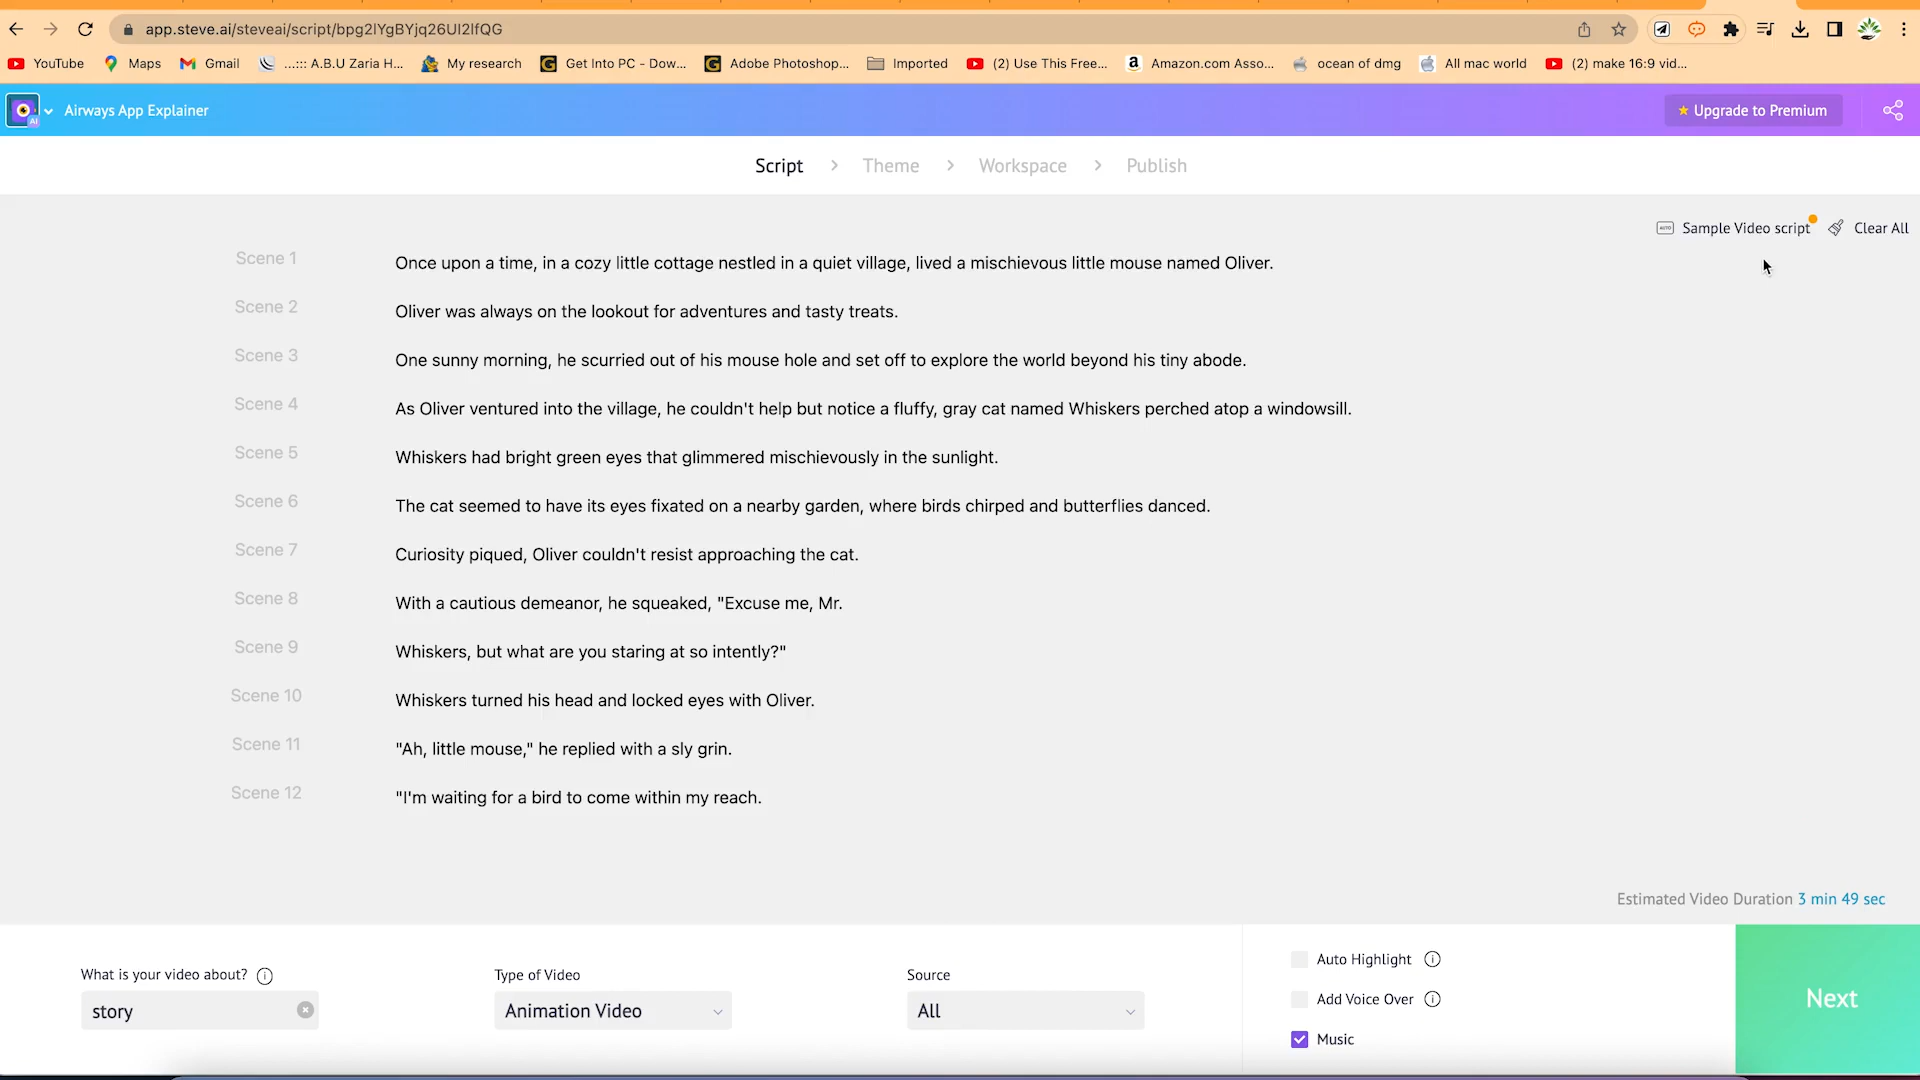 app.steve.ai/steveai/script/bpg2lYgBYjq26UI2lfQG
YouTube Maps Gmail ...::: A.B.U Zaria H... My research Get Into PC - Dow... Adobe Photoshop... Imported (2) Use This Free... Amazon.com Asso... ocean of dmg All mac world (2) make 16:9 vid...
AI Airways App Explainer Upgrade to Premium
Script > Theme > Workspace > Publish
AUTO Sample Video script Clear All
Scene 1 Once upon a time, in a cozy little cottage nestled in a quiet village, lived a mischievous little mouse named Oliver.
Scene 2 Oliver was always on the lookout for adventures and tasty treats.
Scene 3 One sunny morning, he scurried out of his mouse hole and set off to explore the world beyond his tiny abode.
Scene 4 As Oliver ventured into the village, he couldn't help but notice a fluffy, gray cat named Whiskers perched atop a windowsill.
Scene 5 Whiskers had bright green eyes that glimmered mischievously in the sunlight.
Scene 6 The cat seemed to have its eyes fixated on a nearby garden, where birds chirped and butterflies danced.
Scene 7 Curiosity piqued, Oliver couldn't resist approaching the cat.
Scene 8 With a cautious demeanor, he squeaked, "Excuse me, Mr.
Scene 9 Whiskers, but what are you staring at so intently?"
Scene 10 Whiskers turned his head and locked eyes with Oliver.
Scene 11 "Ah, little mouse," he replied with a sly grin.
Scene 12 "I'm waiting for a bird to come within my reach.
Estimated Video Duration 3 min 49 sec
What is your video about? Type of Video Source
story Animation Video All
Auto Highlight
Add Voice Over
Music
Next